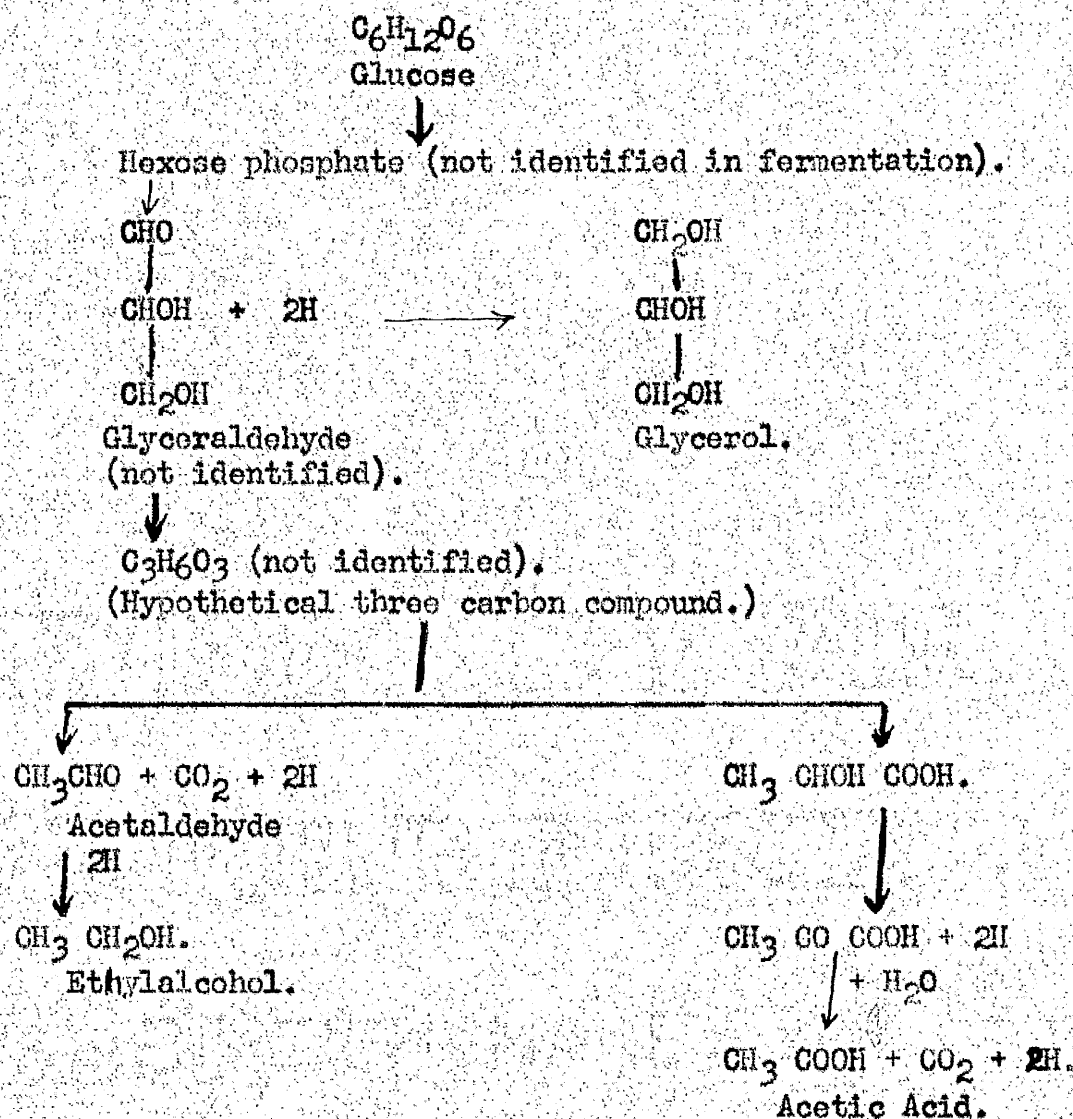 C6H12O6
Glucose
Hexose phosphate (not identified in fermentation).
CHO CH2OH
CHOH + 2H CHOH
CH2OH CH2OH
Glyceraldehyde Glycerol.
(not identified).
C3H6O3 (not identified).
(Hypothetical three carbon compound.)
CH3CHO + CO2 + 2H CH3 CHOH COOH.
Acetaldehyde
2H
CH3 CH2OH. CH3 CO COOH + 2H
Ethylalcohol. + H2O
CH3 COOH + CO2 + 2H.
Acetic Acid.